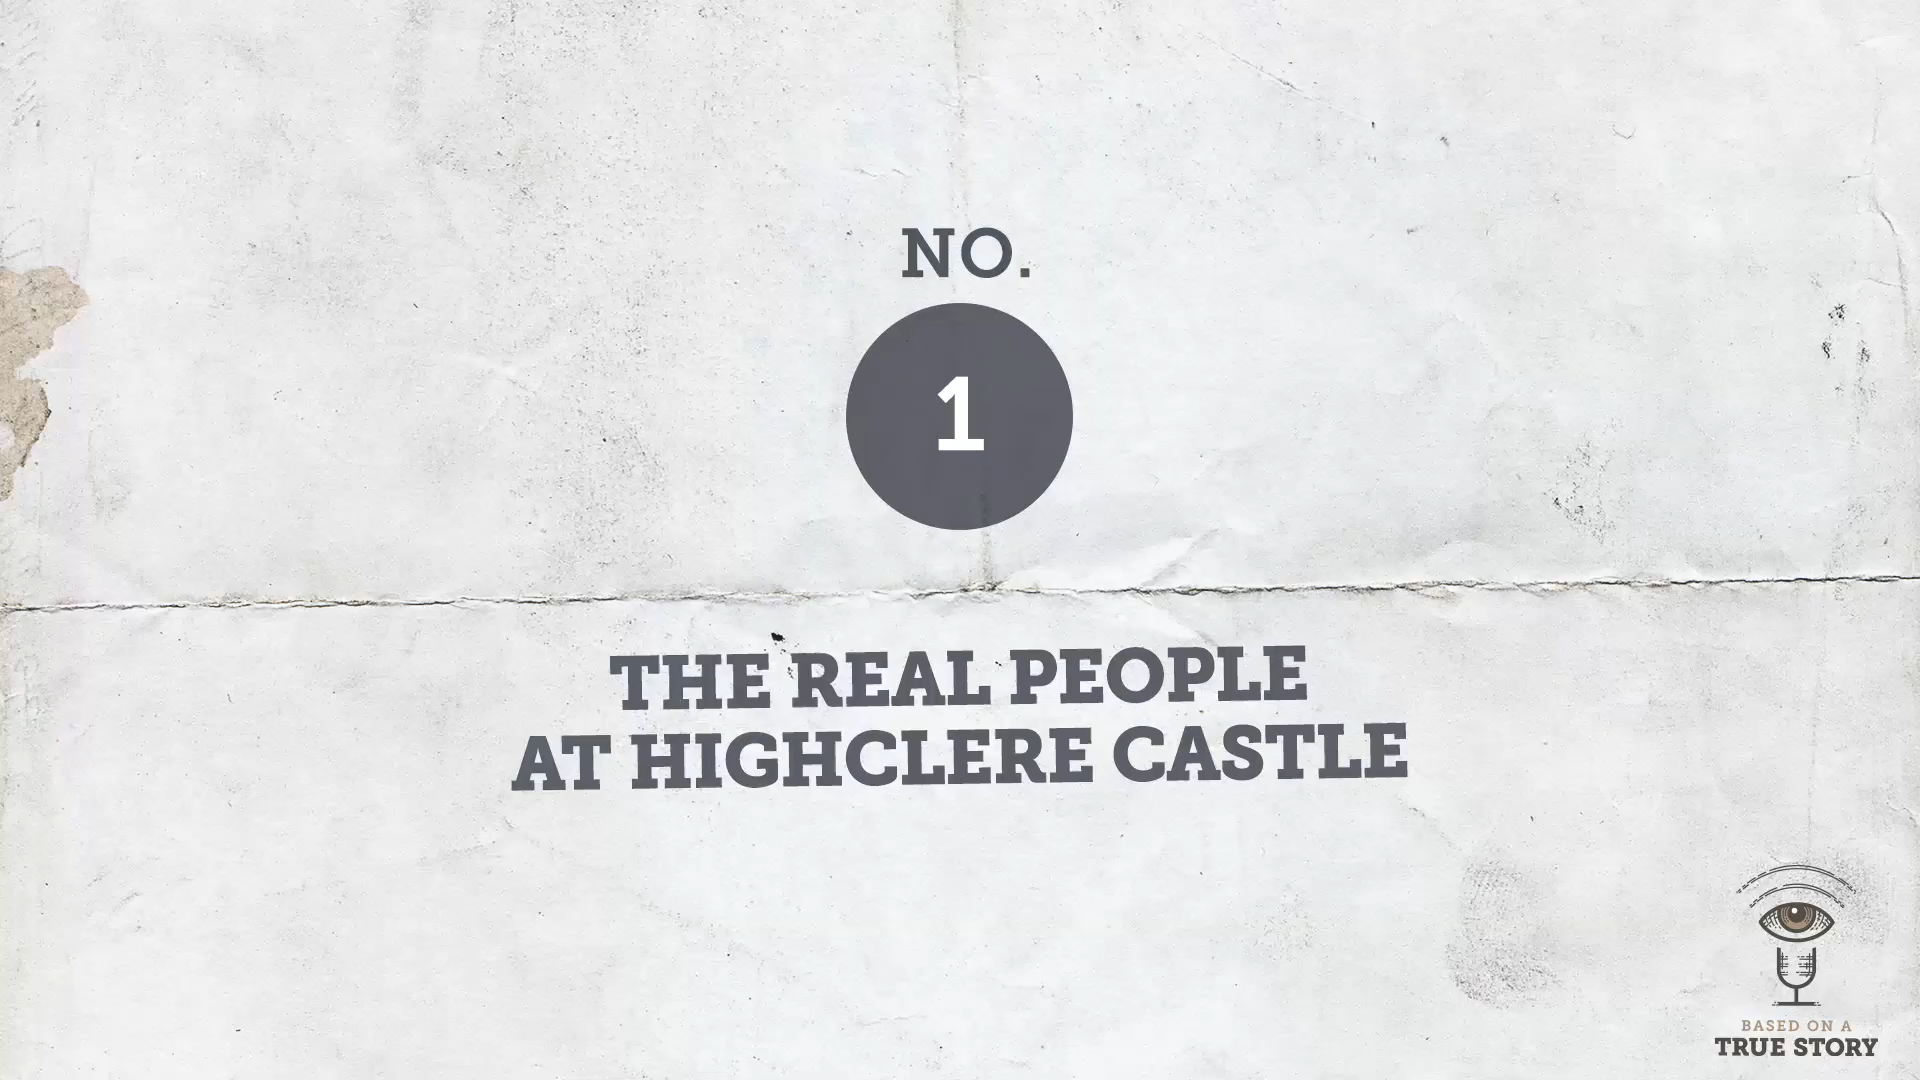 NO.
1
THE REAL PEOPLE
AT HIGHCLERE CASTLE
BASED ON A
TRUE STORY